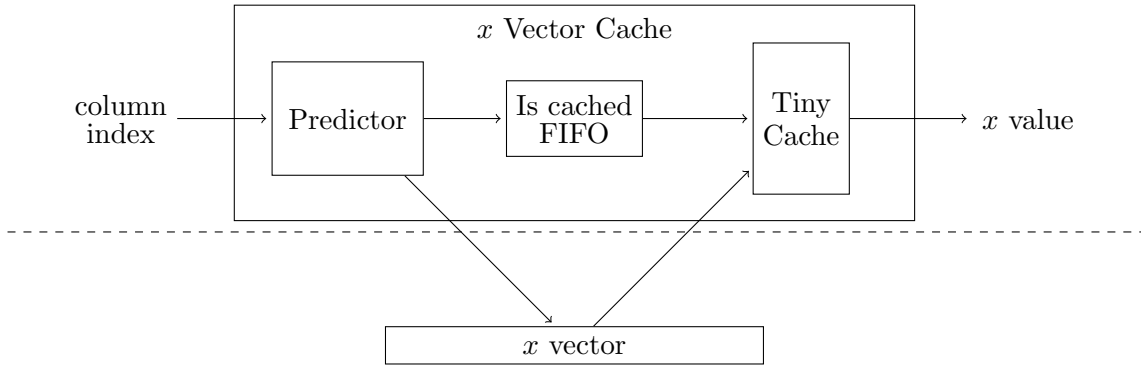 x Vector Cache
column
index
Predictor
Is cached
FIFO
Tiny
Cache
x value
x vector